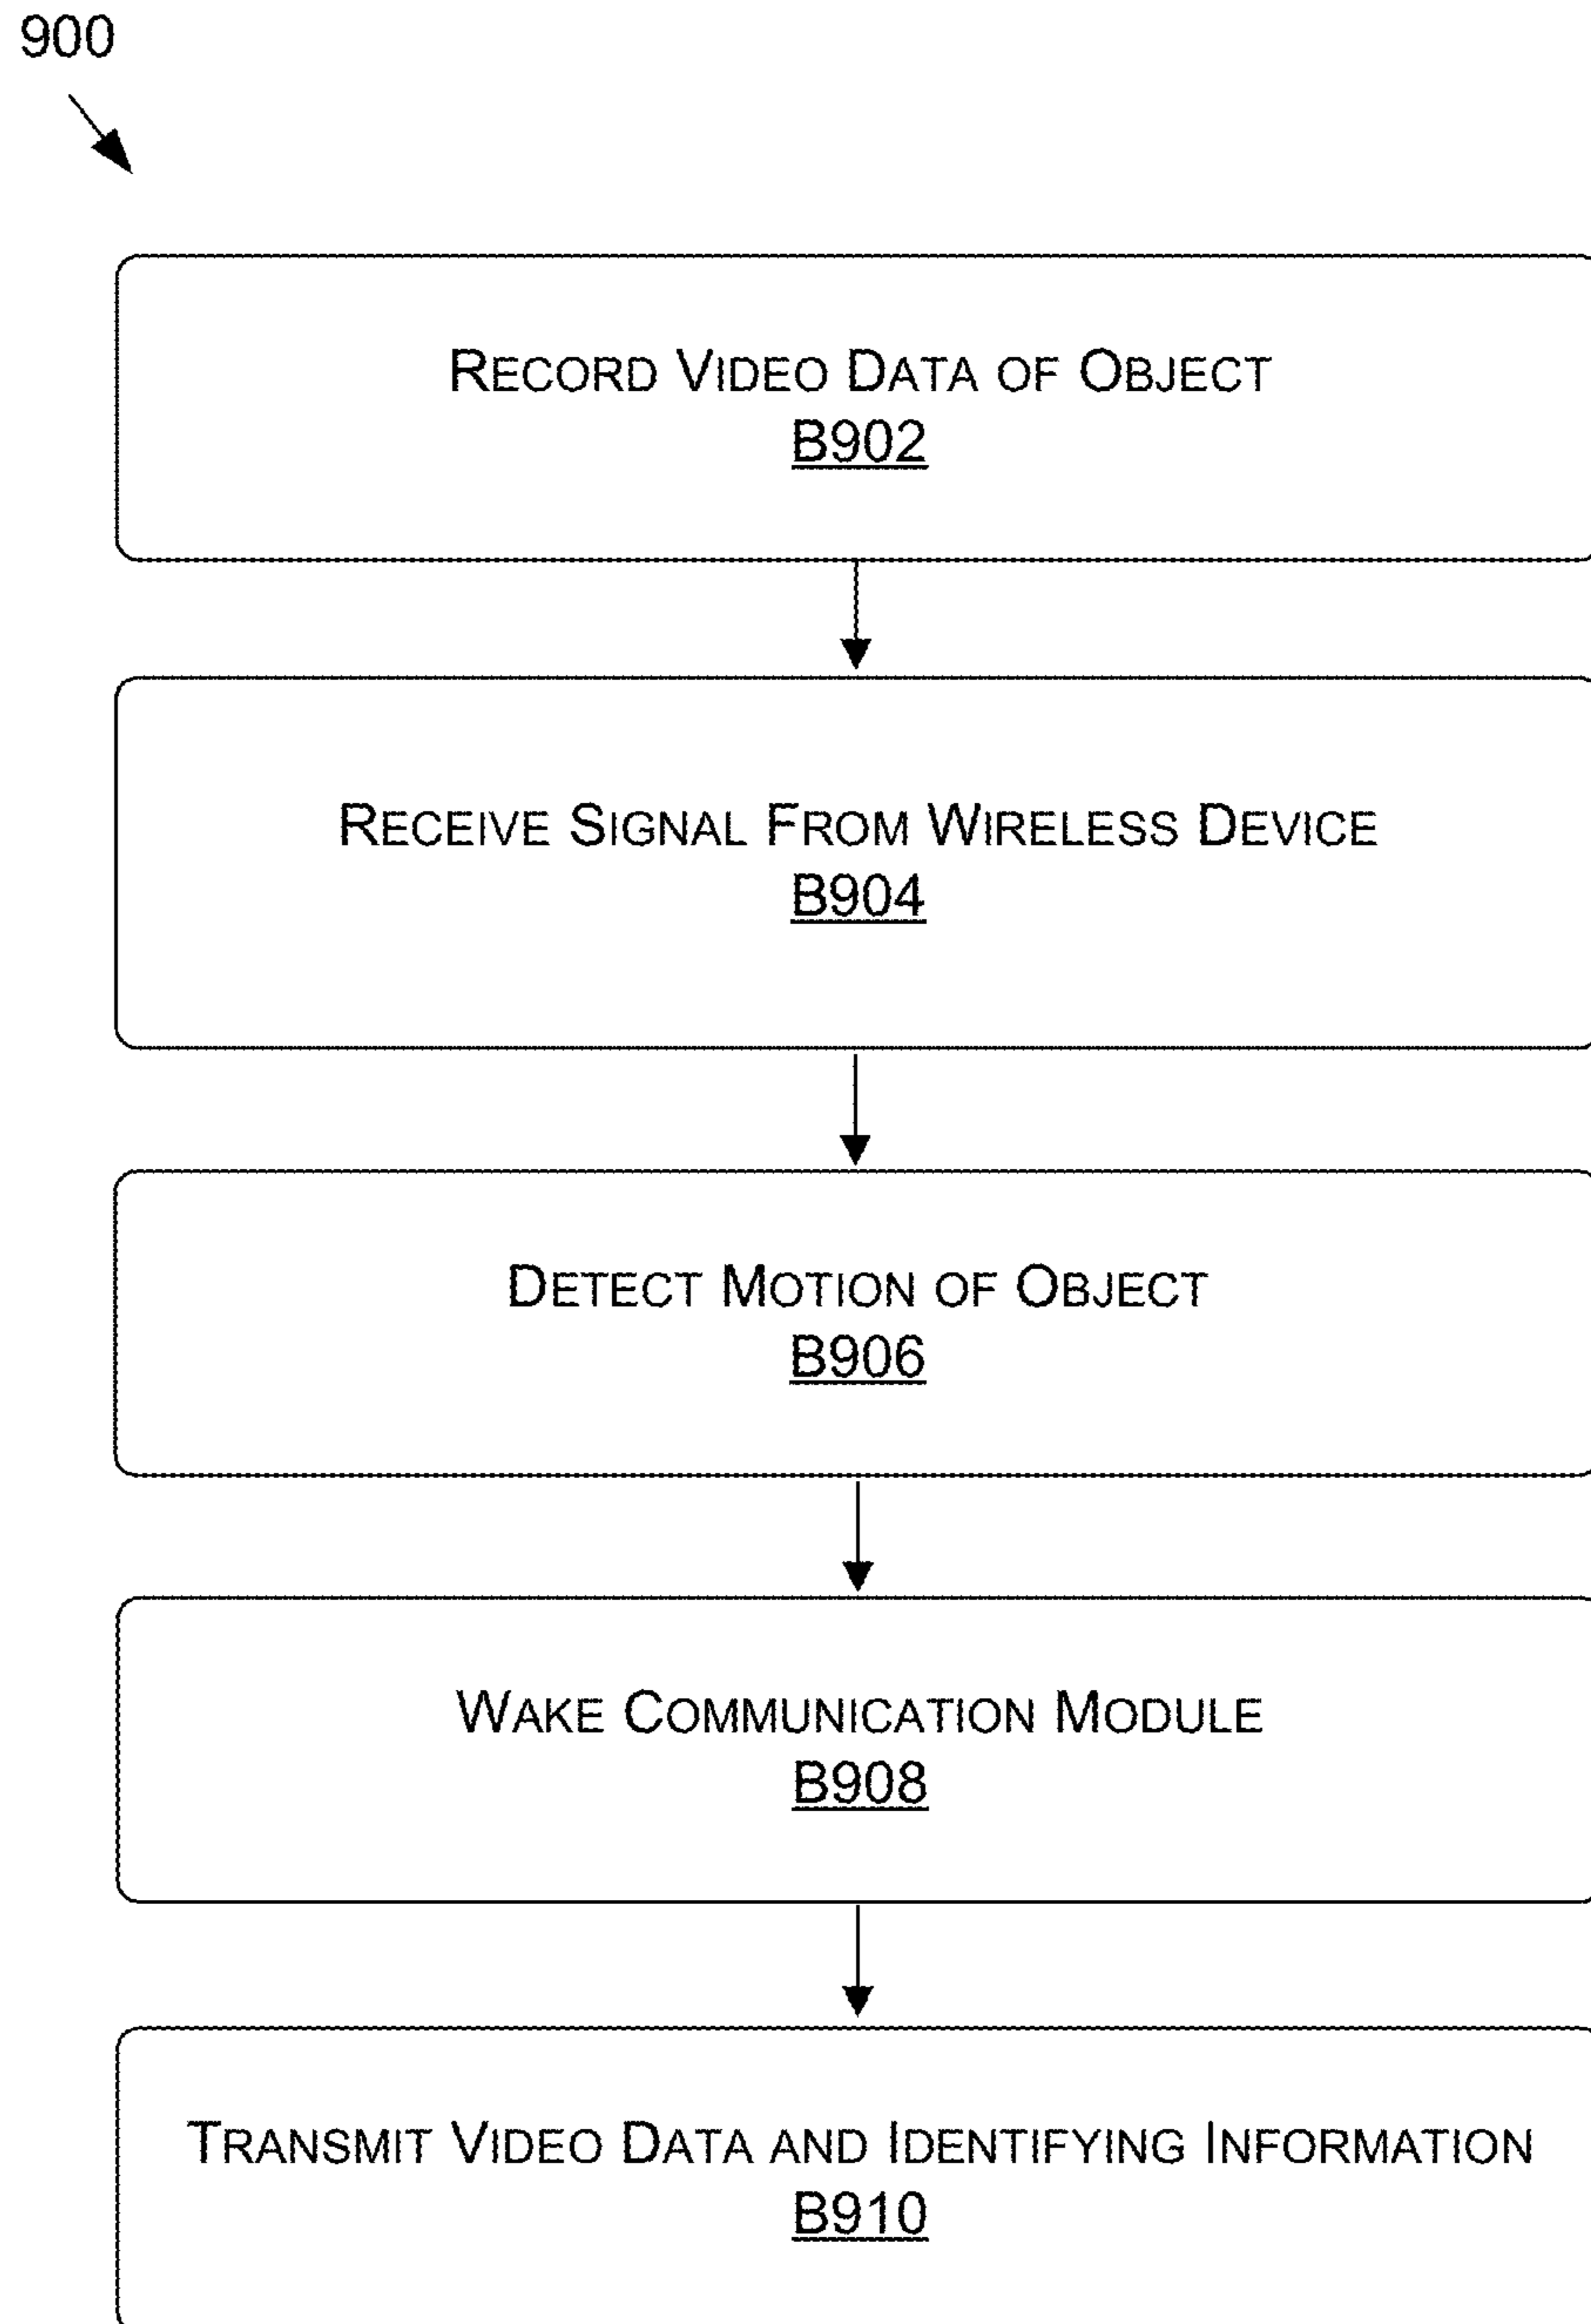 900
RECORD VIDEO DATA OF OBJECT
B902
RECEIVE SIGNAL FROM WIRELESS DEVICE
B904
DETECT MOTION OF OBJECT
B906
WAKE COMMUNICATION MODULE
B908
TRANSMIT VIDEO DATA AND IDENTIFYING INFORMATION
B910